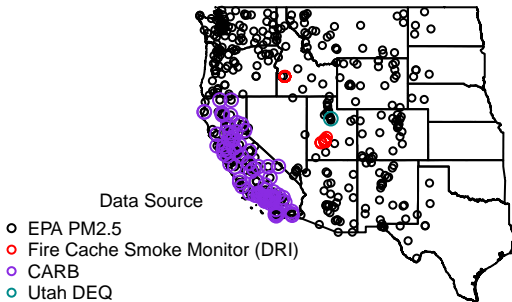 Data Source
EPA PM2.5
Fire Cache Smoke Monitor (DRI)
CARB
Utah DEQ